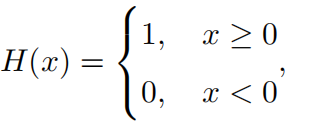 H(x) = { 1, x ≥ 0
0, x < 0 ,